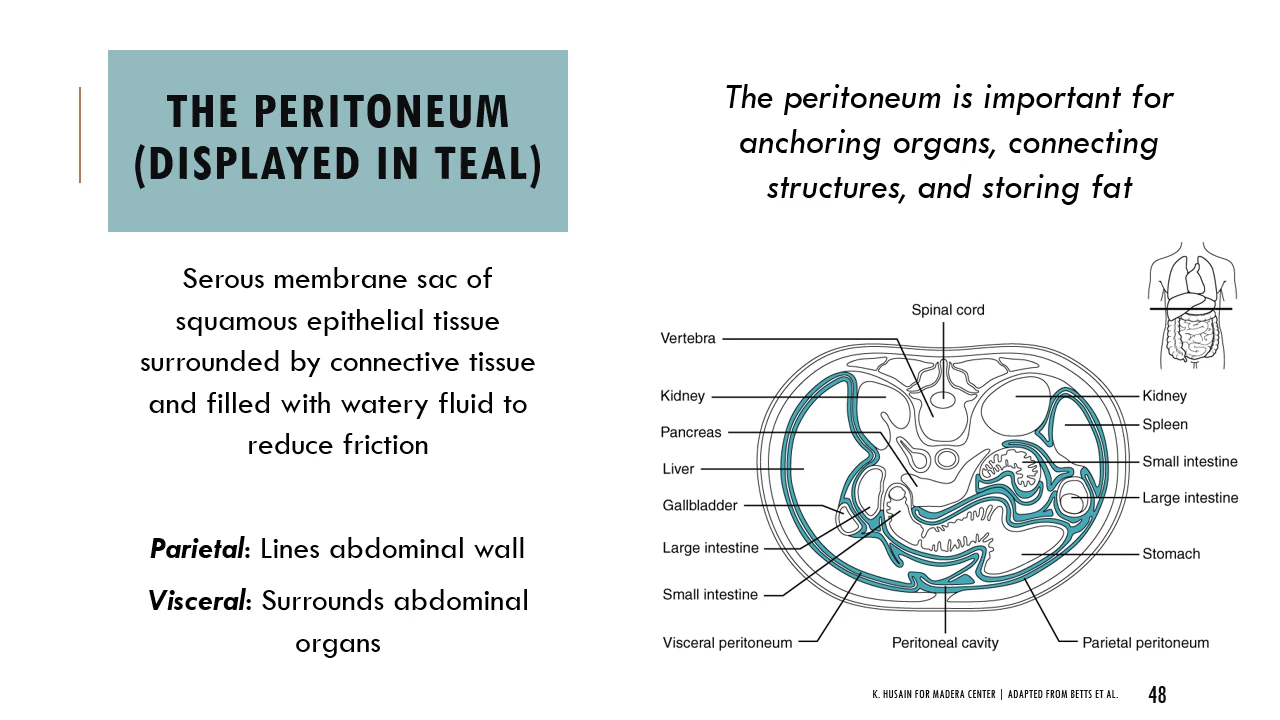 THE PERITONEUM
(DISPLAYED IN TEAL)
Serous membrane sac of
squamous epithelial tissue
surrounded by connective tissue
and filled with watery fluid to
reduce friction
Parietal: Lines abdominal wall
Visceral: Surrounds abdominal
organs
The peritoneum is important for
anchoring organs, connecting
structures, and storing fat
Spinal cord
Vertebra
Kidney
Pancreas
Liver
Gallbladder
Large intestine
Small intestine
Visceral peritoneum
Peritoneal cavity
Parietal peritoneum
Kidney
Spleen
Small intestine
Large intestine
Stomach
K. HUSAIN FOR MADERA CENTER | ADAPTED FROM BETTS ET AL.
48